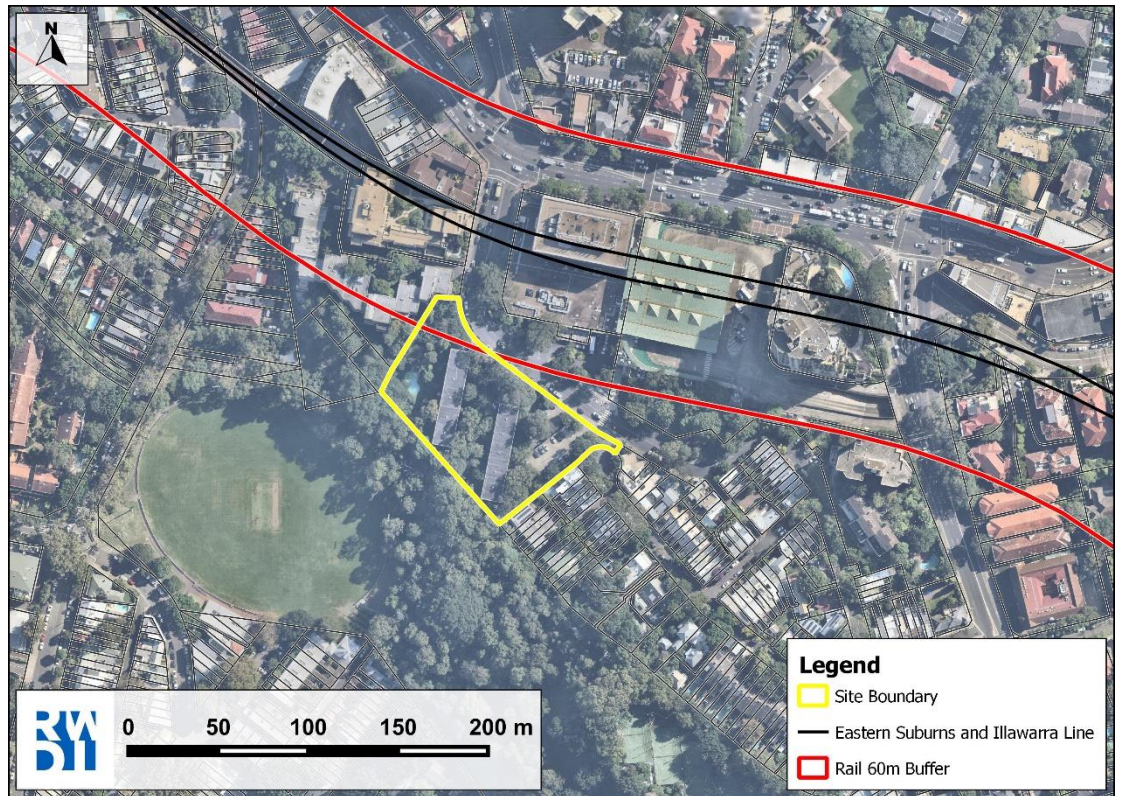 N
Legend
Site Boundary
Eastern Suburns and Illawarra Line
Rail 60m Buffer
RWDI
0 50 100 150 200 m